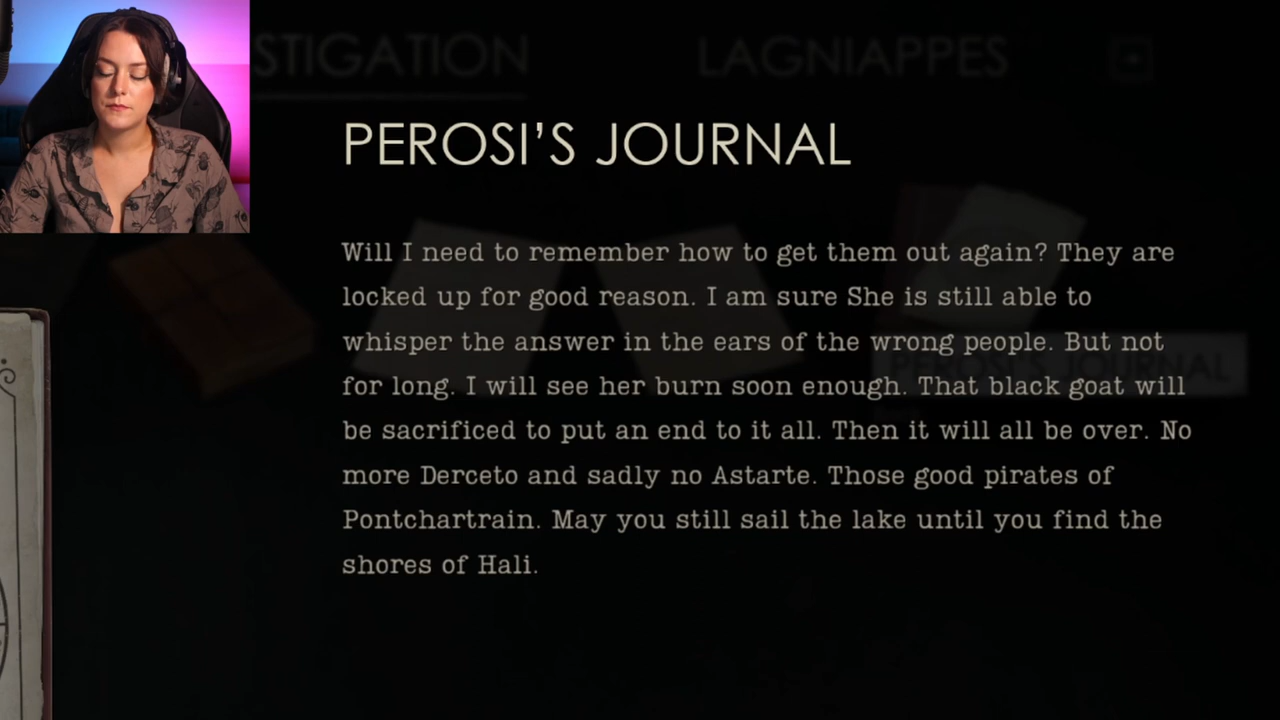 STIGATION LAGNIAPPES
PEROSI'S JOURNAL
Will I need to remember how to get them out again? They are
locked up for good reason. I am sure She is still able to
whisper the answer in the ears of the wrong people. But not
for long. I will see her burn soon enough. That black goat will
be sacrificed to put an end to it all. Then it will all be over. No
more Derceto and sadly no Astarte. Those good pirates of
Pontchartrain. May you still sail the lake until you find the
shores of Hali.
PEROSI'S JOURNAL